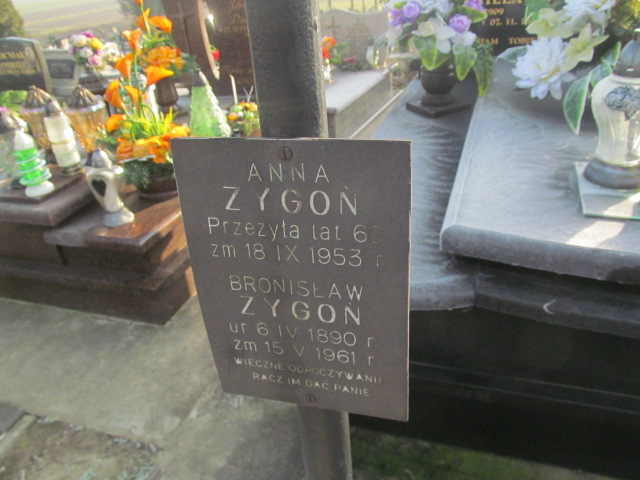 ANNA
ZYGOŃ
Przeżyła lat
zm 18 IX 1953 r
BRONISŁAW
ZYGOŃ
ur 6 IV 1890 r
zm 15 V 1961 r
WIECZNE ODPOCZYWANIE
RACZ IM DAĆ PANIE